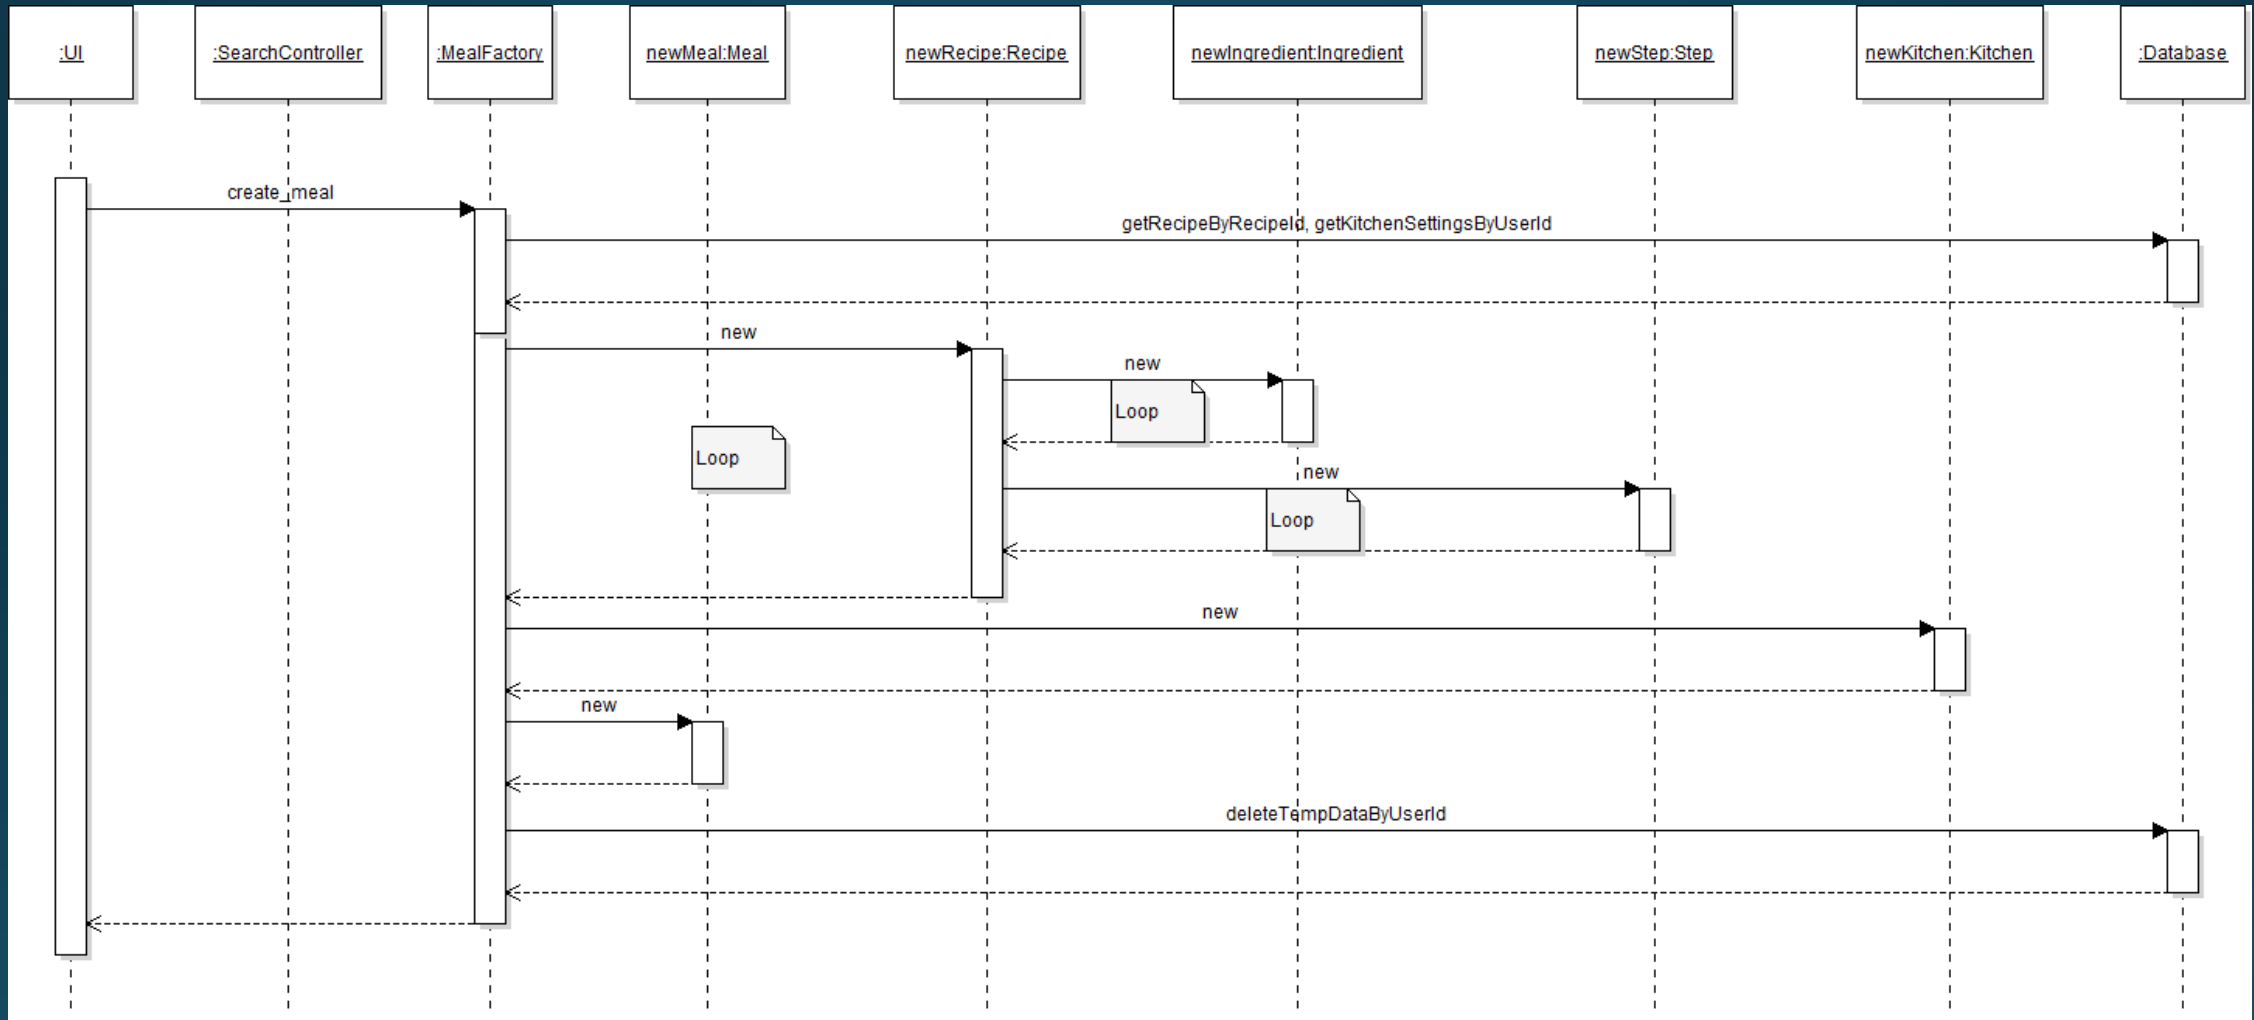 :UI
:SearchController
:MealFactory
newMeal:Meal
newRecipe:Recipe
newIngredient:Ingredient
newStep:Step
newKitchen:Kitchen
:Database
create_meal
getRecipeByRecipeId, getKitchenSettingsByUserId
new
new
Loop
Loop
new
Loop
new
new
deleteTempDataByUserId